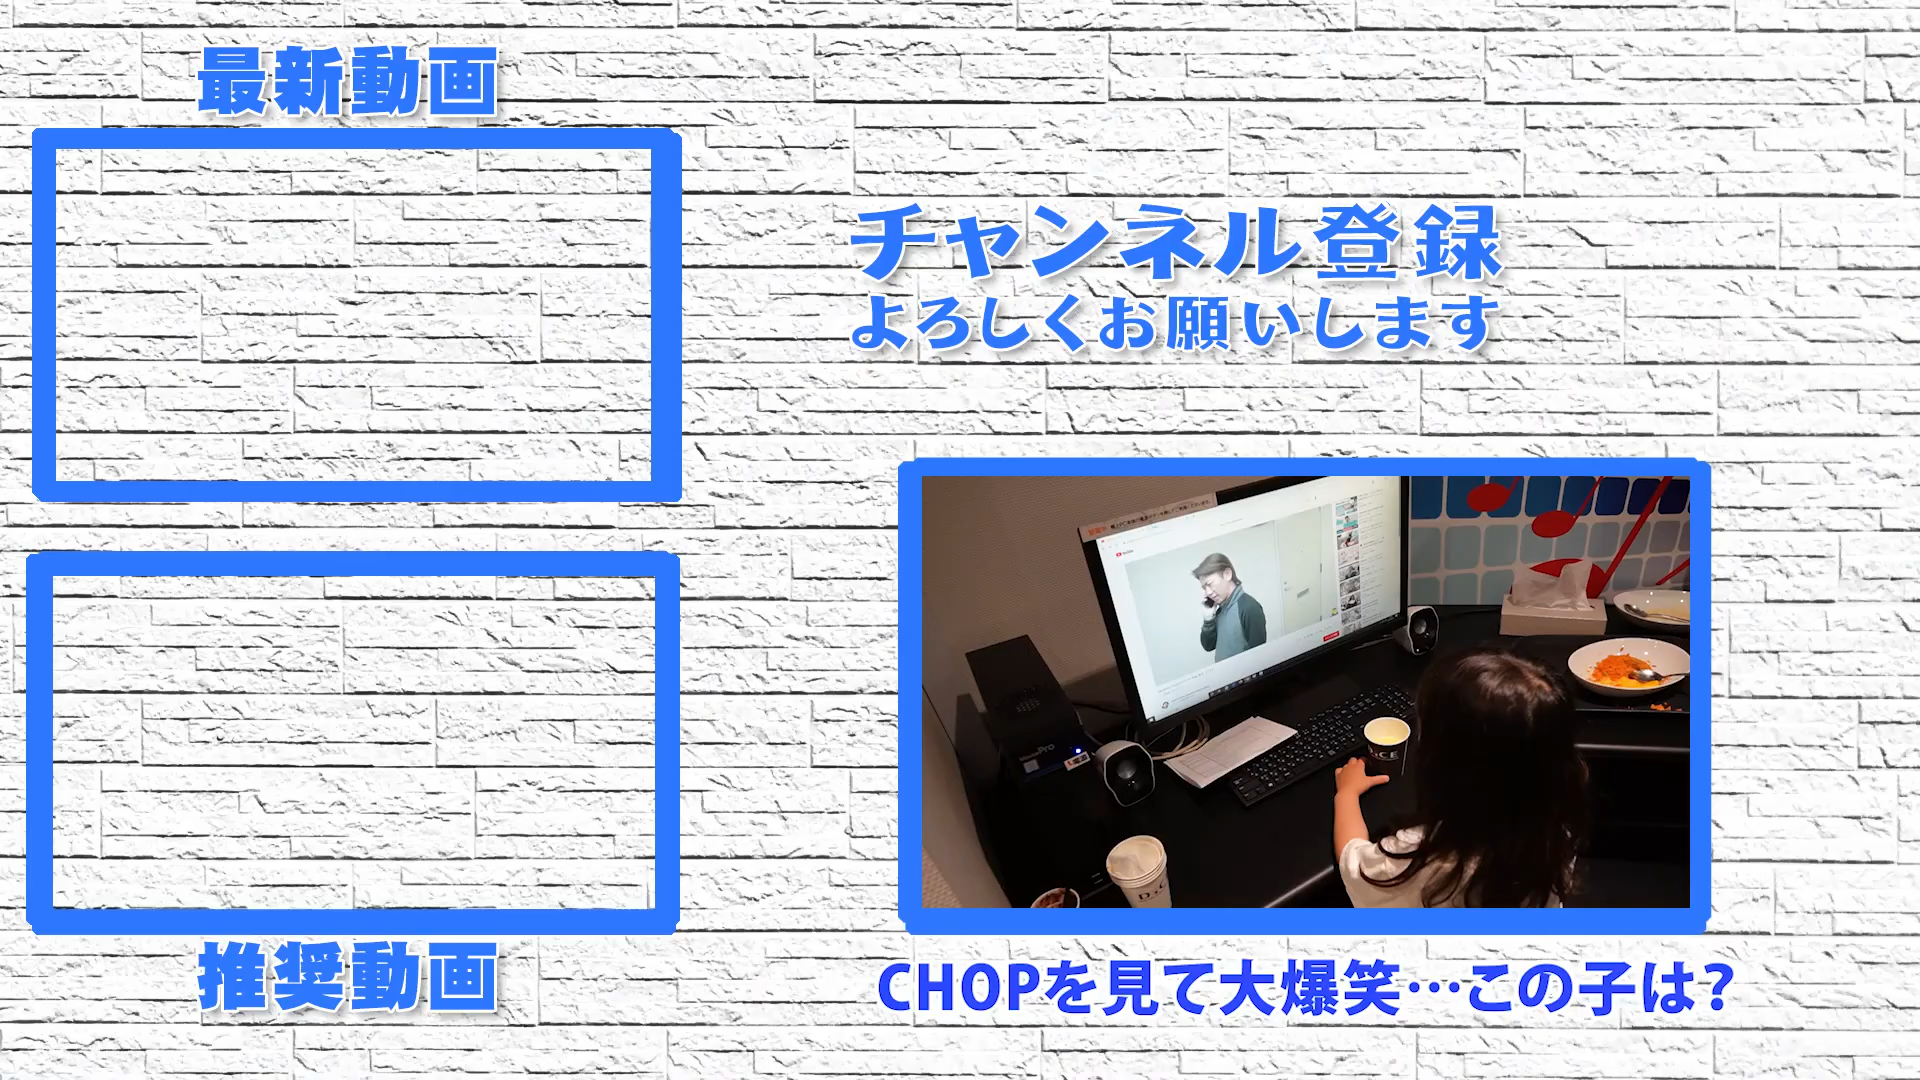 最新動画
チャンネル登録
よろしくお願いします
推奨動画
CHOPを見て大爆笑…この子は？